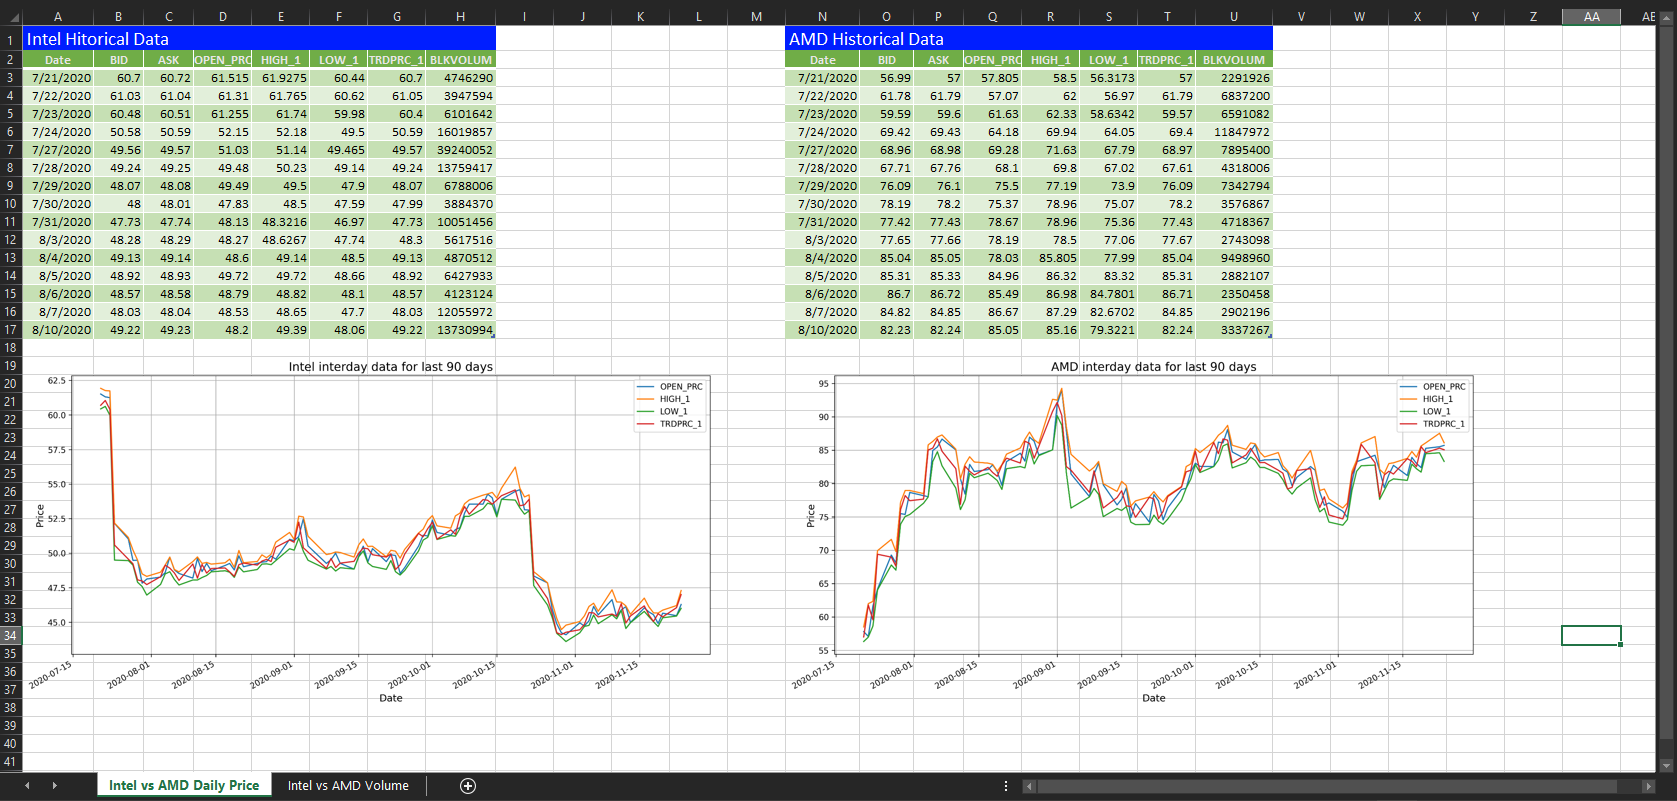 A B C D E F G H I J K L M N O P Q R S T U V W X Y Z AA AB
1 Intel Hitorical Data AMD Historical Data
2 Date BID ASK OPEN_PRC HIGH_1 LOW_1 TRDPRC_1 BLKVOLUM Date BID ASK OPEN_PRC HIGH_1 LOW_1 TRDPRC_1 BLKVOLUM
3 7/21/2020 60.7 60.72 61.515 61.9275 60.44 60.7 4746290 7/21/2020 56.99 57 57.805 58.5 56.3173 57 2291926
4 7/22/2020 61.03 61.04 61.31 61.765 60.62 61.05 3947594 7/22/2020 61.78 61.79 57.07 62 56.97 61.79 6837200
5 7/23/2020 60.48 60.51 61.255 61.74 59.98 60.4 6101642 7/23/2020 59.59 59.6 61.63 62.33 58.6342 59.57 6591082
6 7/24/2020 50.58 50.59 52.15 52.18 49.5 50.59 16019857 7/24/2020 69.42 69.43 64.18 69.94 64.05 69.4 11847972
7 7/27/2020 49.56 49.57 51.03 51.14 49.465 49.57 39240052 7/27/2020 68.96 68.98 69.28 71.63 67.79 68.97 7895400
8 7/28/2020 49.24 49.25 49.48 50.23 49.14 49.24 13759417 7/28/2020 67.71 67.76 68.1 69.8 67.02 67.61 4318006
9 7/29/2020 48.07 48.08 49.49 49.5 47.9 48.07 6788006 7/29/2020 76.09 76.1 75.5 77.19 73.9 76.09 7342794
10 7/30/2020 48 48.01 47.83 48.5 47.59 47.99 3884370 7/30/2020 78.19 78.2 75.37 78.96 75.07 78.2 3576867
11 7/31/2020 47.73 47.74 48.13 48.3216 46.97 47.73 10051456 7/31/2020 77.42 77.43 78.67 78.96 75.36 77.43 4718367
12 8/3/2020 48.28 48.29 48.27 48.6267 47.74 48.3 5617516 8/3/2020 77.65 77.66 78.19 78.5 77.06 77.67 2743098
13 8/4/2020 49.13 49.14 48.6 49.14 48.5 49.13 4870512 8/4/2020 85.04 85.05 78.03 85.805 77.99 85.04 9498960
14 8/5/2020 48.92 48.93 49.72 49.72 48.66 48.92 6427933 8/5/2020 85.31 85.33 84.96 86.32 83.32 85.31 2882107
15 8/6/2020 48.57 48.58 48.79 48.82 48.1 48.57 4123124 8/6/2020 86.7 86.72 85.49 86.98 84.7801 86.71 2350458
16 8/7/2020 48.03 48.04 48.53 48.65 47.7 48.03 12055972 8/7/2020 84.82 84.85 86.67 87.29 82.6702 84.85 2902196
17 8/10/2020 49.22 49.23 48.2 49.39 48.06 49.22 13730994 8/10/2020 82.23 82.24 85.05 85.16 79.3221 82.24 3337267
18
19
20
21
22
23
24
25
26
27
28
29
30
31
32
33
34
35
36
37
38
39
40
41
Intel interday data for last 90 days
62.5
60.0
57.5
55.0
52.5
50.0
47.5
45.0
Price
OPEN_PRC
HIGH_1
LOW_1
TRDPRC_1
2020-07-15 2020-08-01 2020-08-15 2020-09-01 2020-09-15 2020-10-01 2020-10-15 2020-11-01 2020-11-15
Date
AMD interday data for last 90 days
95
90
85
80
75
70
65
60
55
Price
OPEN_PRC
HIGH_1
LOW_1
TRDPRC_1
2020-07-15 2020-08-01 2020-08-15 2020-09-01 2020-09-15 2020-10-01 2020-10-15 2020-11-01 2020-11-15
Date
Intel vs AMD Daily Price Intel vs AMD Volume